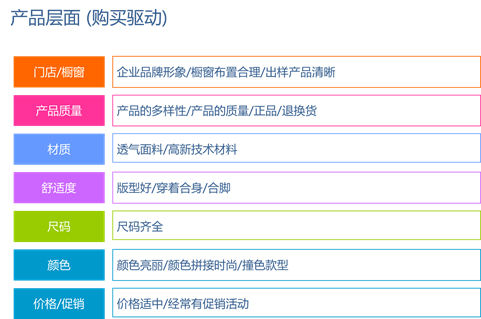 产品层面 (购买驱动)
门店/橱窗
企业品牌形象/橱窗布置合理/出样产品清晰
产品质量
产品的多样性/产品的质量/正品/退换货
材质
透气面料/高新技术材料
舒适度
版型好/穿着合身/合脚
尺码
尺码齐全
颜色
颜色亮丽/颜色拼接时尚/撞色款型
价格/促销
价格适中/经常有促销活动